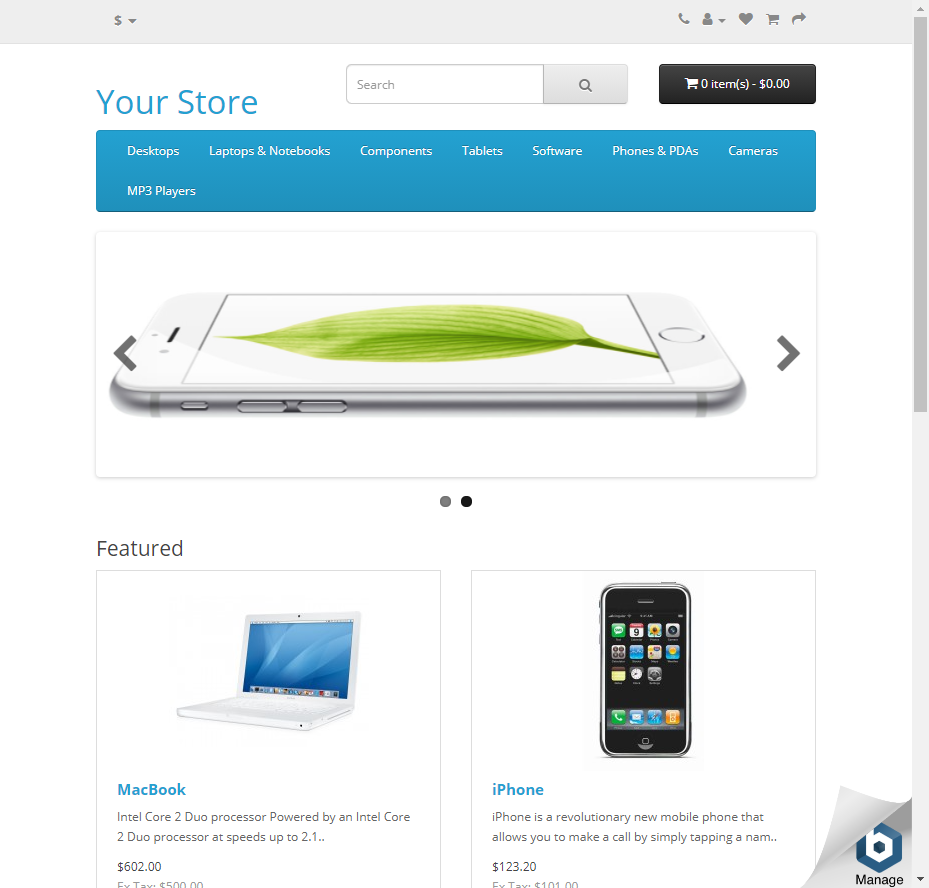 $
Your Store
Search
0 item(s) - $0.00
Desktops Laptops & Notebooks Components Tablets Software Phones & PDAs Cameras
MP3 Players
Featured
MacBook
Intel Core 2 Duo processor Powered by an Intel Core
2 Duo processor at speeds up to 2.1..
$602.00
Ex Tax: $500.00
iPhone
iPhone is a revolutionary new mobile phone that
allows you to make a call by simply tapping a nam..
$123.20
Ex Tax: $101.00
Manage